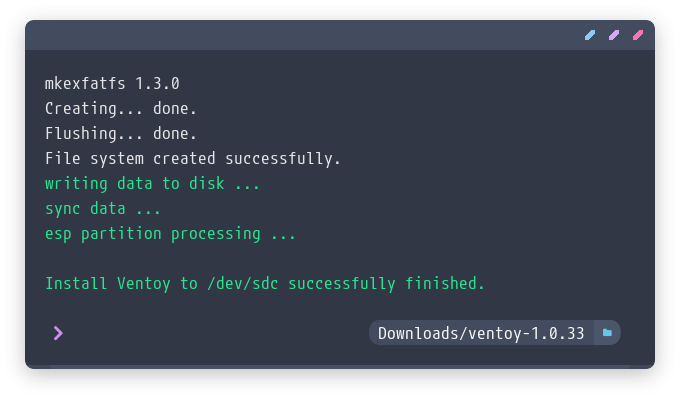 mkexfatfs 1.3.0
Creating... done.
Flushing... done.
File system created successfully.
writing data to disk ...
sync data ...
esp partition processing ...
Install Ventoy to /dev/sdc successfully finished.
Downloads/ventoy-1.0.33